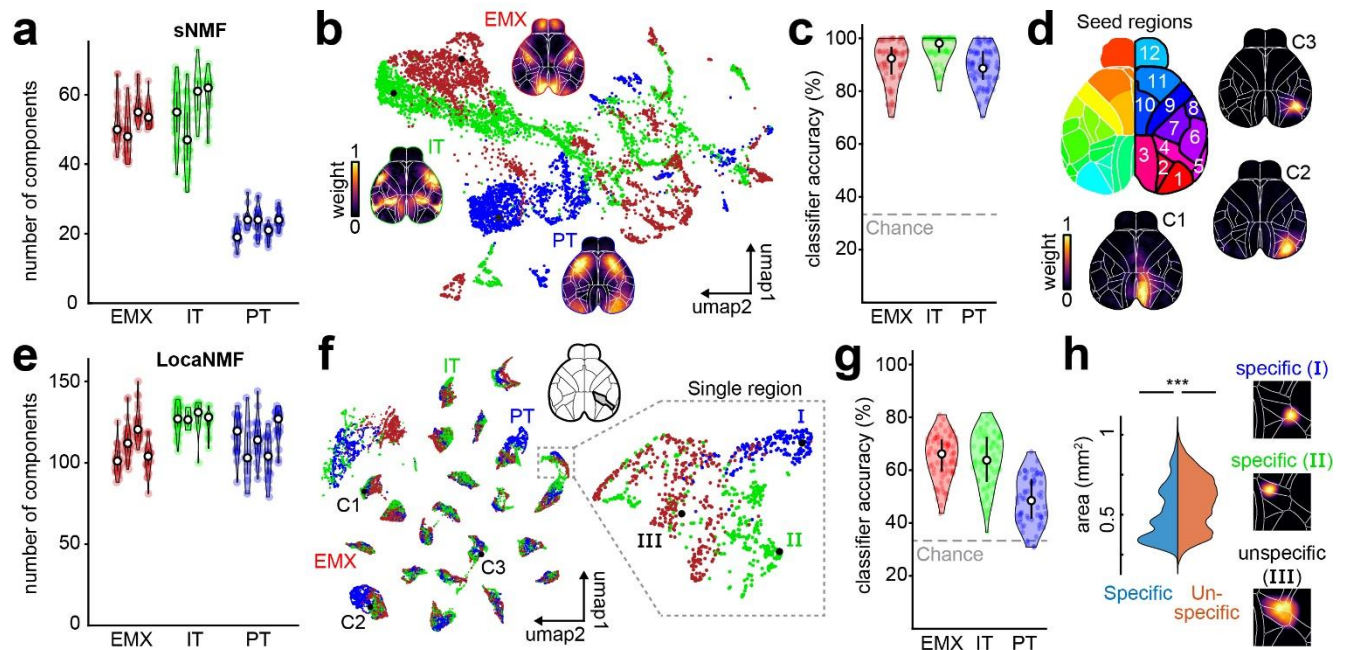 a
sNMF
number of components
60
40
20
0
EMX
IT
PT
b
EMX
IT
weight
1
0
PT
umap1
umap2
c
classifier accuracy (%)
100
80
60
40
20
Chance
EMX
IT
PT
d
Seed regions
12
11
10
9
8
7
6
3
4
2
5
1
C3
C2
C1
weight
1
0
e
LocaNMF
number of components
150
100
50
0
EMX
IT
PT
f
IT
PT
C1
EMX
C3
C2
umap1
umap2
Single region
I
III
II
g
classifier accuracy (%)
100
80
60
40
20
Chance
EMX
IT
PT
h
***
area (mm²)
1
0.5
Specific
Un-
specific
specific (I)
specific (II)
unspecific
(III)